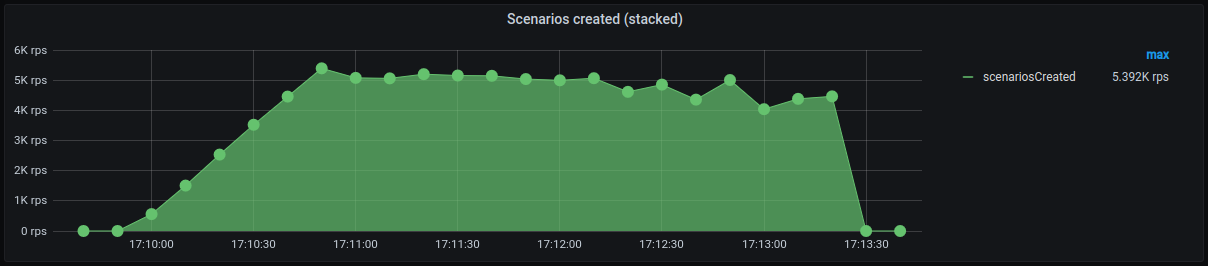 Scenarios created (stacked)
6K rps
5K rps
4K rps
3K rps
2K rps
1K rps
0 rps
17:10:00 17:10:30 17:11:00 17:11:30 17:12:00 17:12:30 17:13:00 17:13:30
max
scenariosCreated 5.392K rps